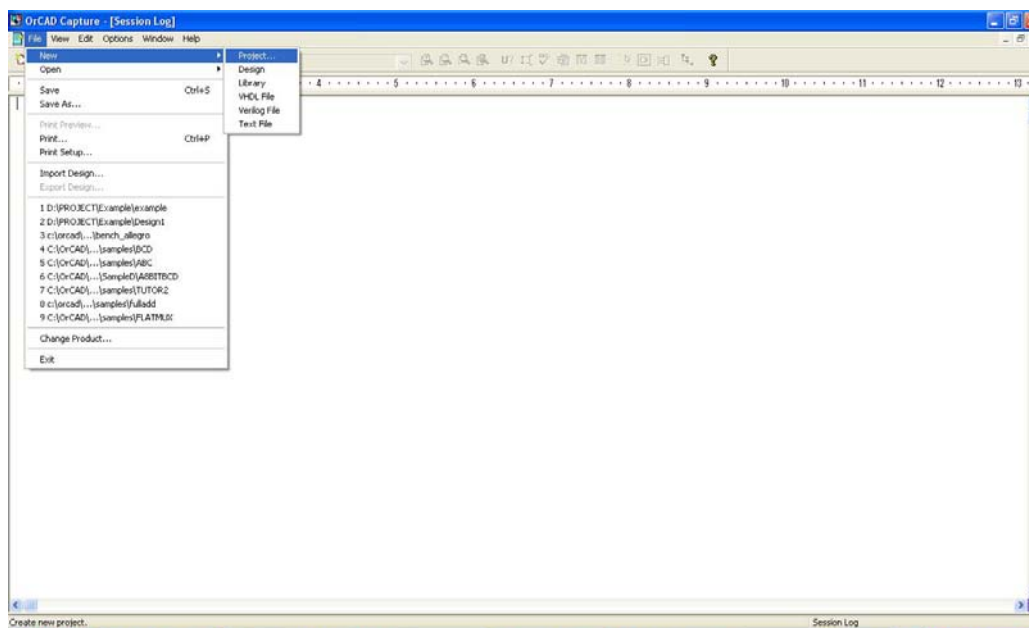 OrCAD Capture - [Session Log]
File View Edit Options Window Help
New
Open
Save Ctrl+S
Save As...
Print Preview...
Print... Ctrl+P
Print Setup...
Import Design...
Export Design...
1 D:\PROJECT\Example\example
2 D:\PROJECT\Example\Design1
3 c:\orcad\...\bench_allegro
4 C:\OrCAD\...\samples\BCD
5 C:\OrCAD\...\samples\ABC
6 C:\OrCAD\...\SampleD\A8BITBCD
7 C:\OrCAD\...\samples\TUTOR2
8 c:\orcad\...\samples\fulladd
9 C:\OrCAD\...\samples\FLATMUX
Change Product...
Exit
Project...
Design
Library
VHDL File
Verilog File
Text File
4 5 6 7 8 9 10 11 12 13
Create new project. Session Log